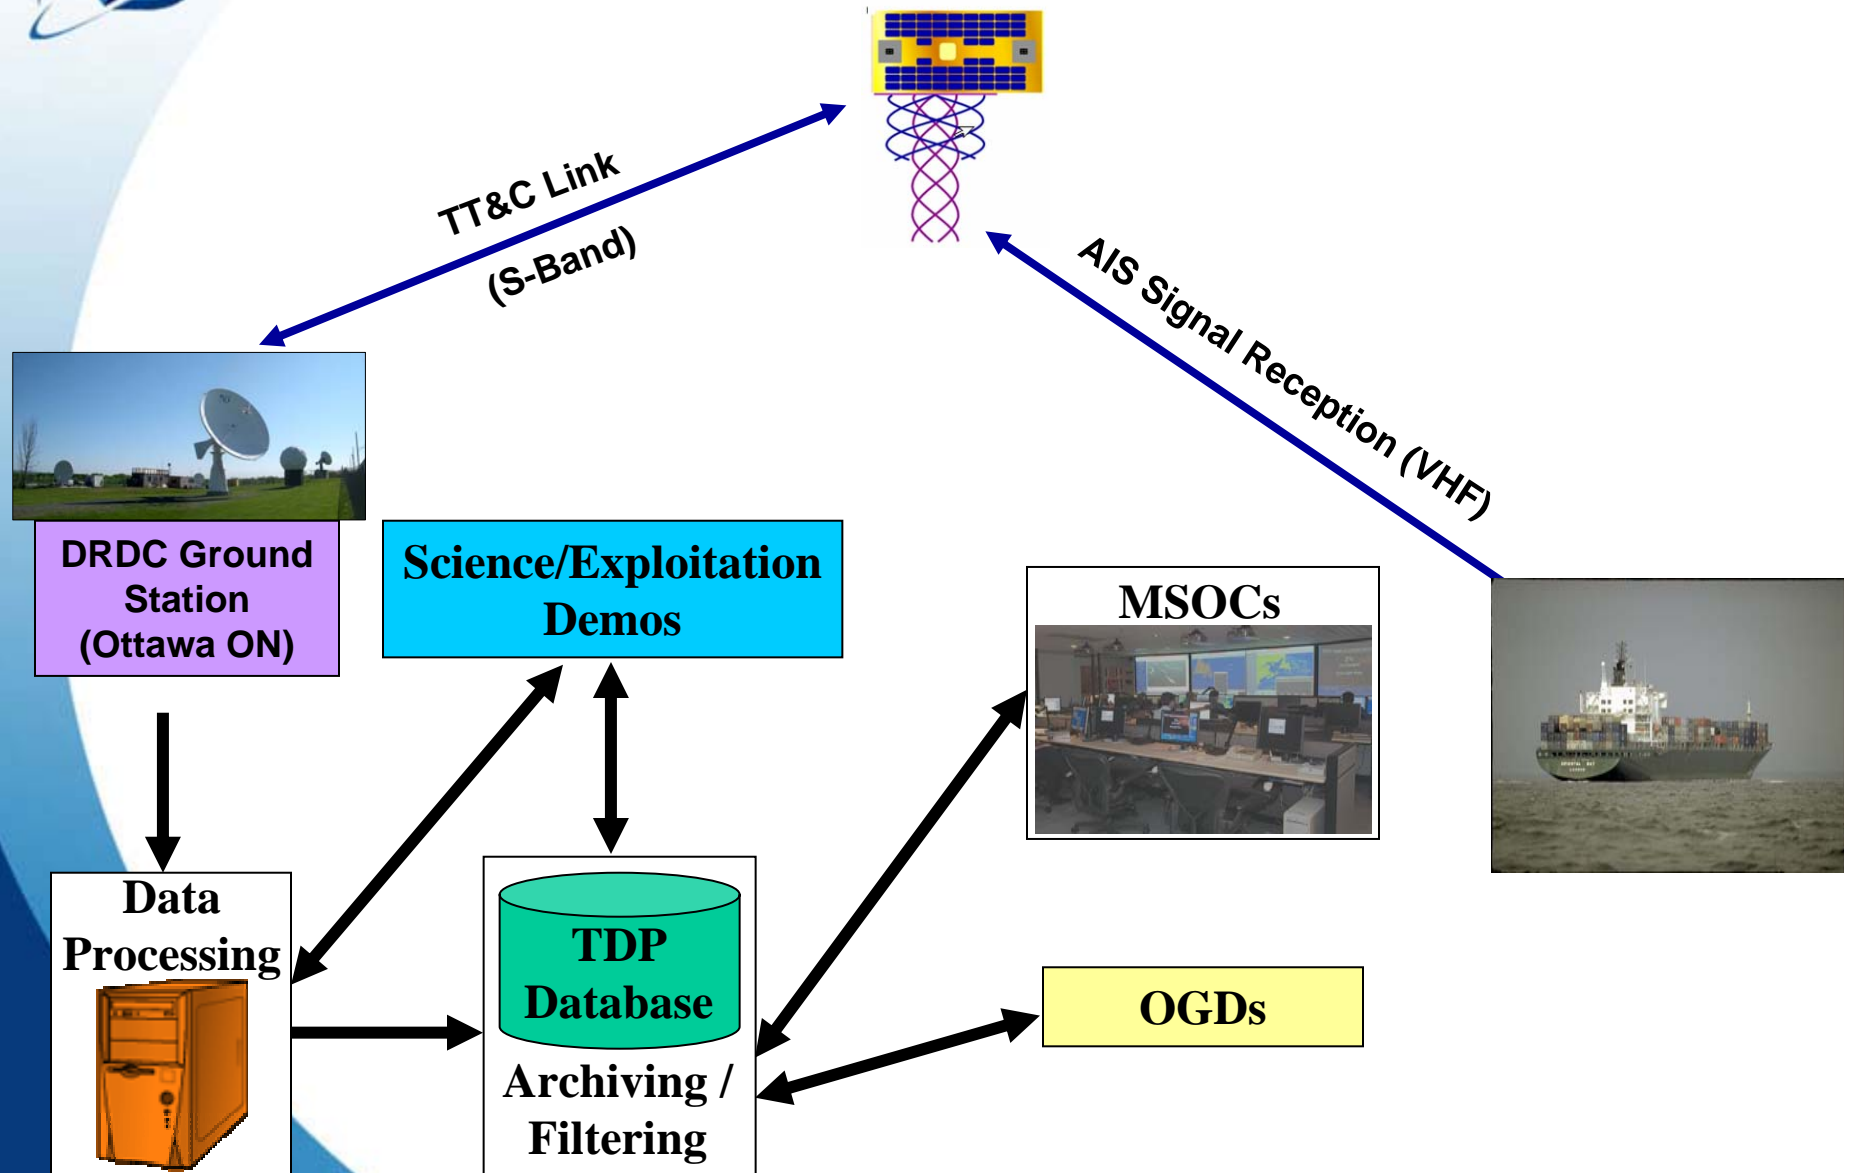 TT&C Link
(S-Band)
AIS Signal Reception (VHF)
DRDC Ground
Station
(Ottawa ON)
Science/Exploitation
Demos
MSOCs
Data
Processing
TDP
Database
Archiving /
Filtering
OGDs